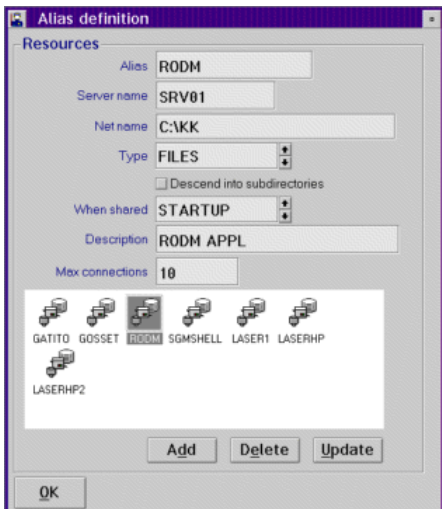 Alias definition
Resources
Alias RODM
Server name SRV01
Net name C:\KK
Type FILES
Descend into subdirectories
When shared STARTUP
Description RODM APPL
Max connections 10
GATITO GOSSET RODM SGMSHELL LASER1 LASERHP
LASERHP2
Add Delete Update
OK